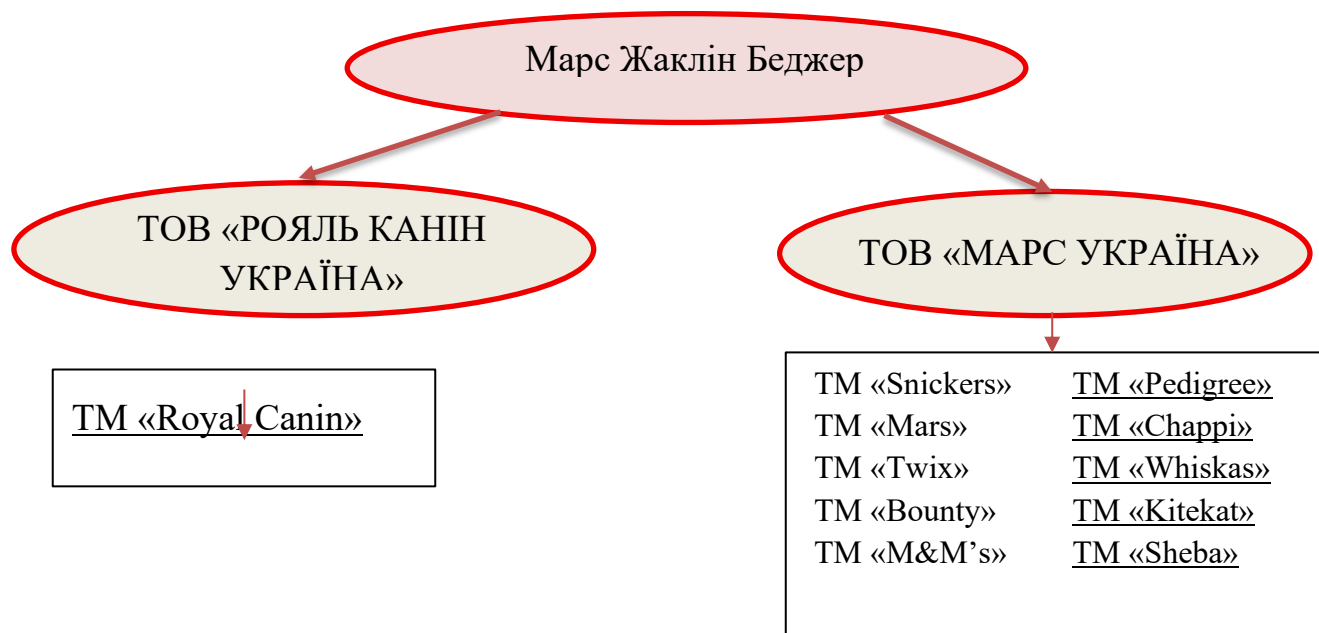 Марс Жаклін Беджер
ТОВ «РОЯЛЬ КАНІН
УКРАЇНА»
ТОВ «МАРС УКРАЇНА»
ТМ «Royal Canin»
ТМ «Snickers» ТМ «Pedigree»
ТМ «Mars» ТМ «Chappi»
ТМ «Twix» ТМ «Whiskas»
ТМ «Bounty» ТМ «Kitekat»
ТМ «M&M’s» ТМ «Sheba»